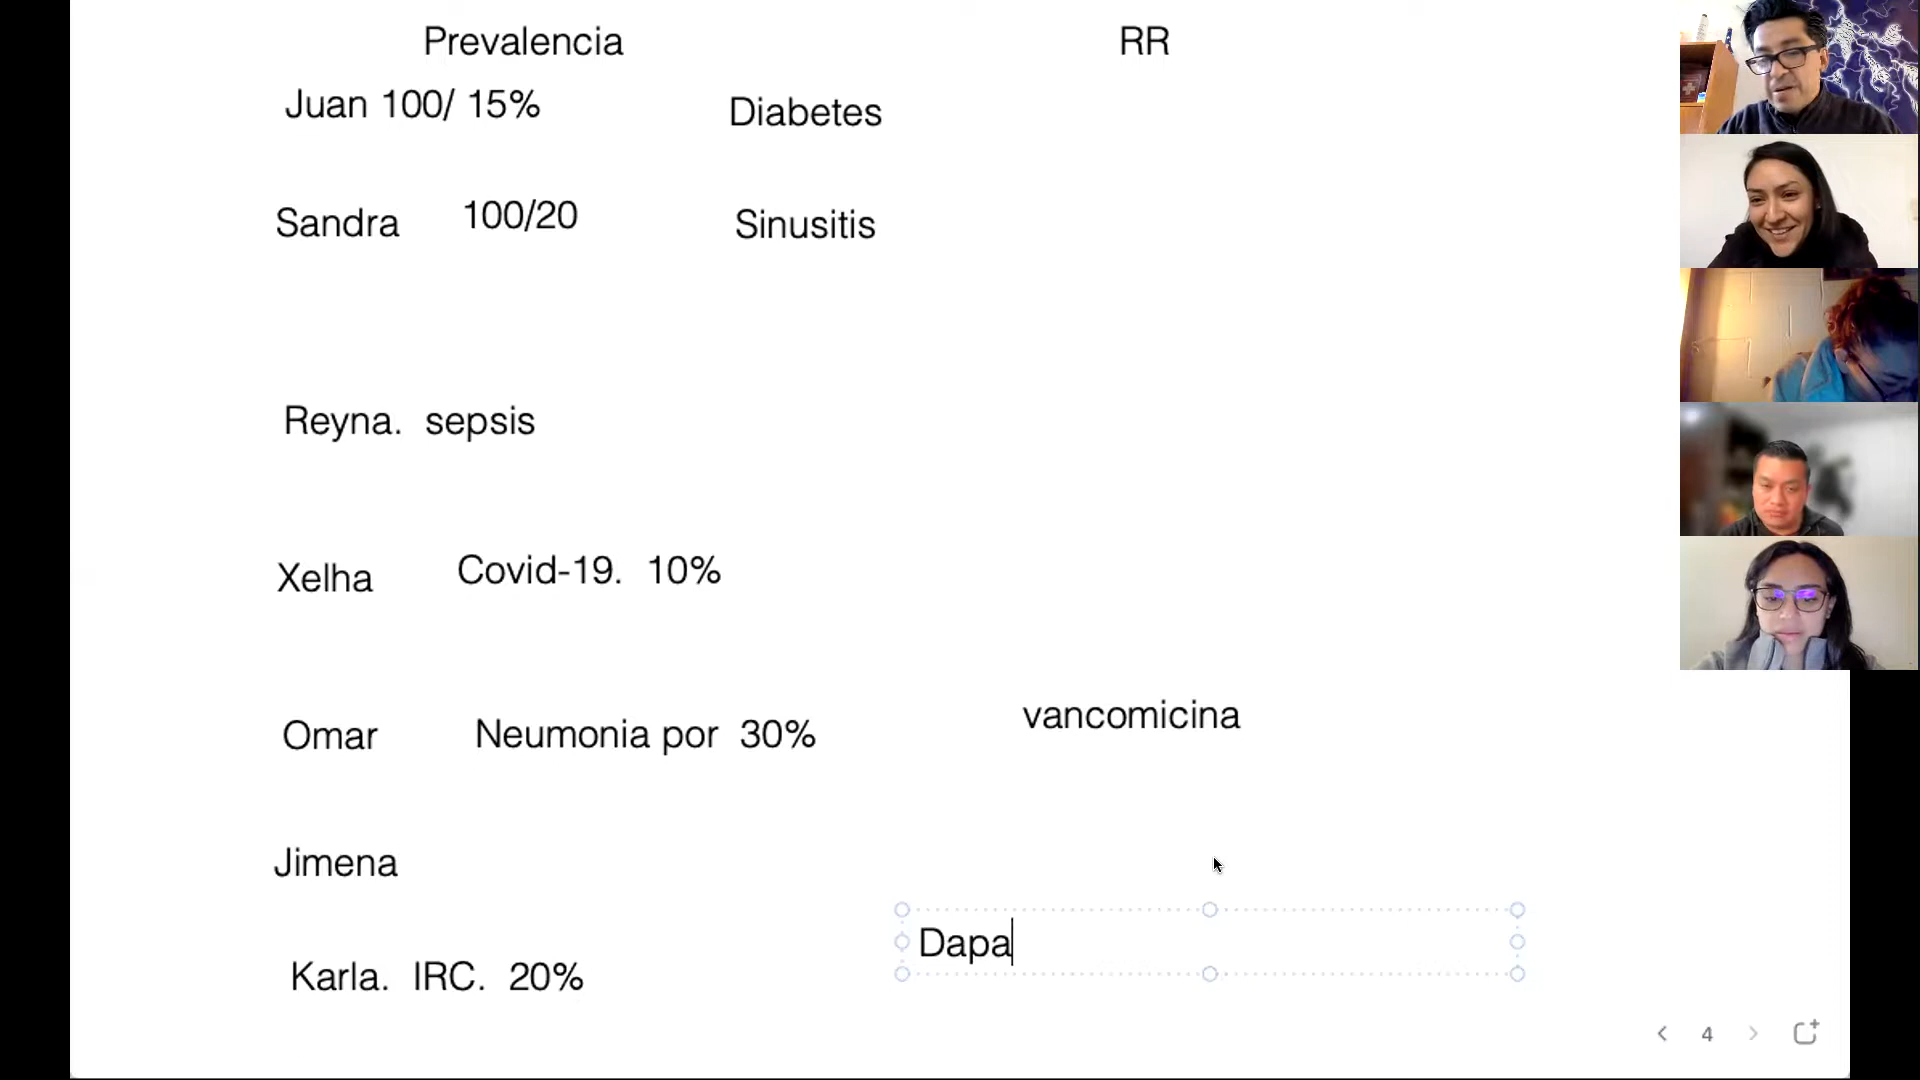 Prevalencia RR
Juan 100/ 15% Diabetes
Sandra 100/20 Sinusitis
Reyna. sepsis
Xelha Covid-19. 10%
Omar Neumonia por 30% vancomicina
Jimena
Dapa
Karla. IRC. 20%
4